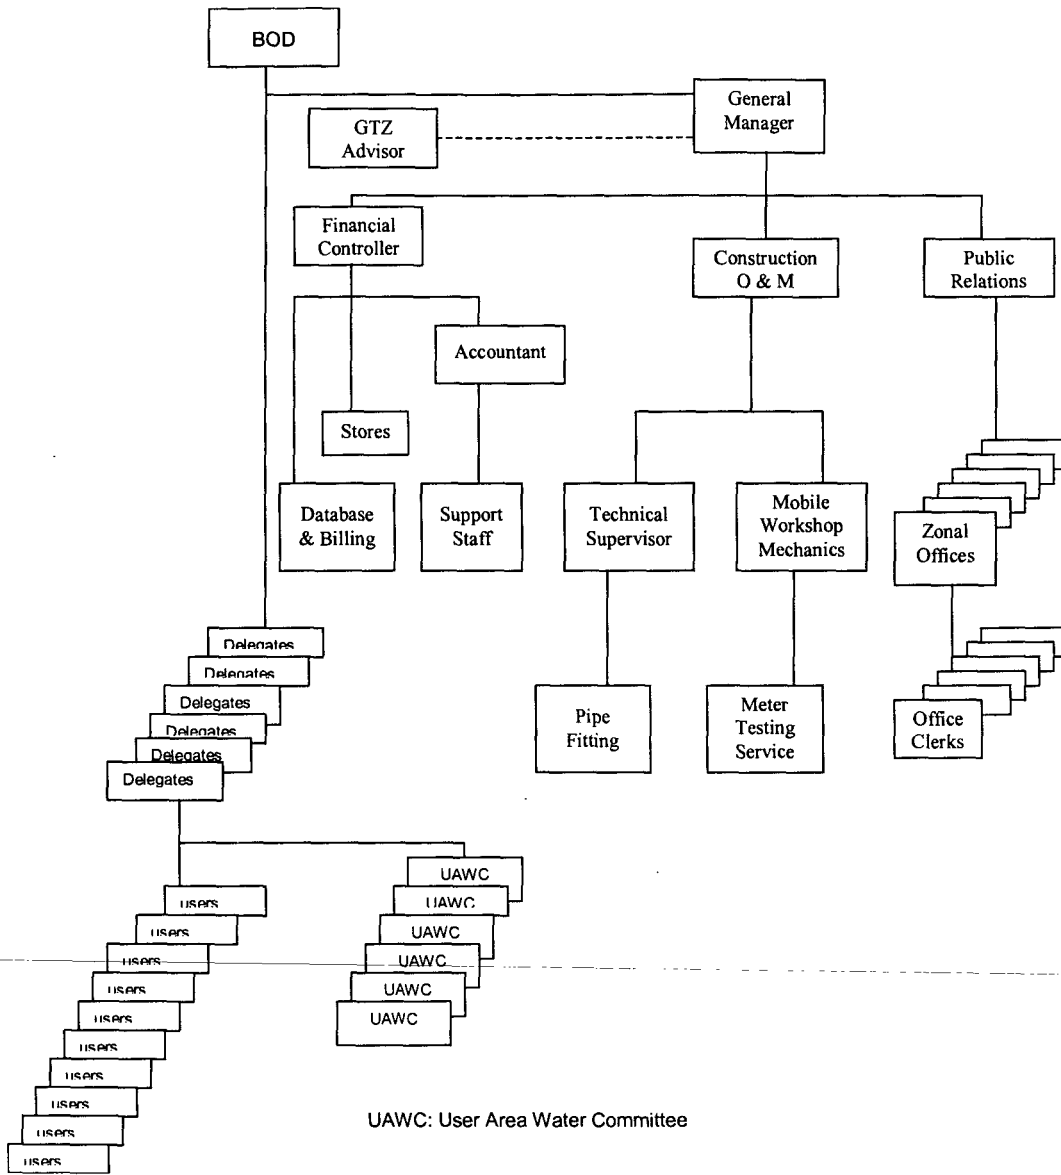 BOD
General
Manager
GTZ
Advisor
Financial
Controller
Construction
O & M
Public
Relations
Accountant
Stores
Database
& Billing
Support
Staff
Technical
Supervisor
Mobile
Workshop
Mechanics
Zonal
Offices
Delegates
Delegates
Delegates
Delegates
Delegates
Delegates
Pipe
Fitting
Meter
Testing
Service
Office
Clerks
UAWC
UAWC
UAWC
UAWC
UAWC
UAWC
users
users
users
users
users
users
users
users
users
users
UAWC: User Area Water Committee